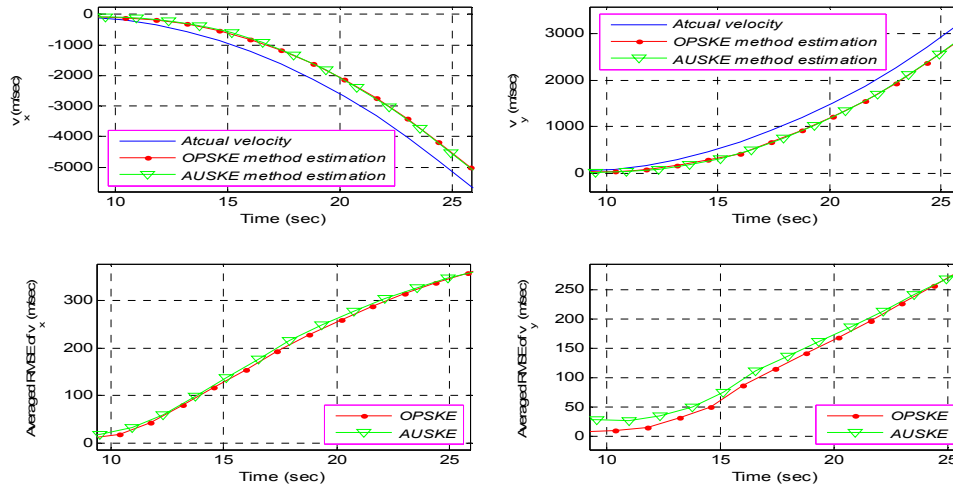 0
-1000
-2000
-3000
-4000
-5000
v x (m/sec)
Atcual velocity
OPSKE method estimation
AUSKE method estimation
10 15 20 25
Time (sec)
3000
2000
1000
0
v y (m/sec)
Atcual velocity
OPSKE method estimation
AUSKE method estimation
10 15 20 25
Time (sec)
300
200
100
0
Averaged RMSE of v x (m/sec)
OPSKE
AUSKE
10 15 20 25
Time (sec)
250
200
150
100
50
0
Averaged RMSE of v y (m/sec)
OPSKE
AUSKE
10 15 20 25
Time (sec)